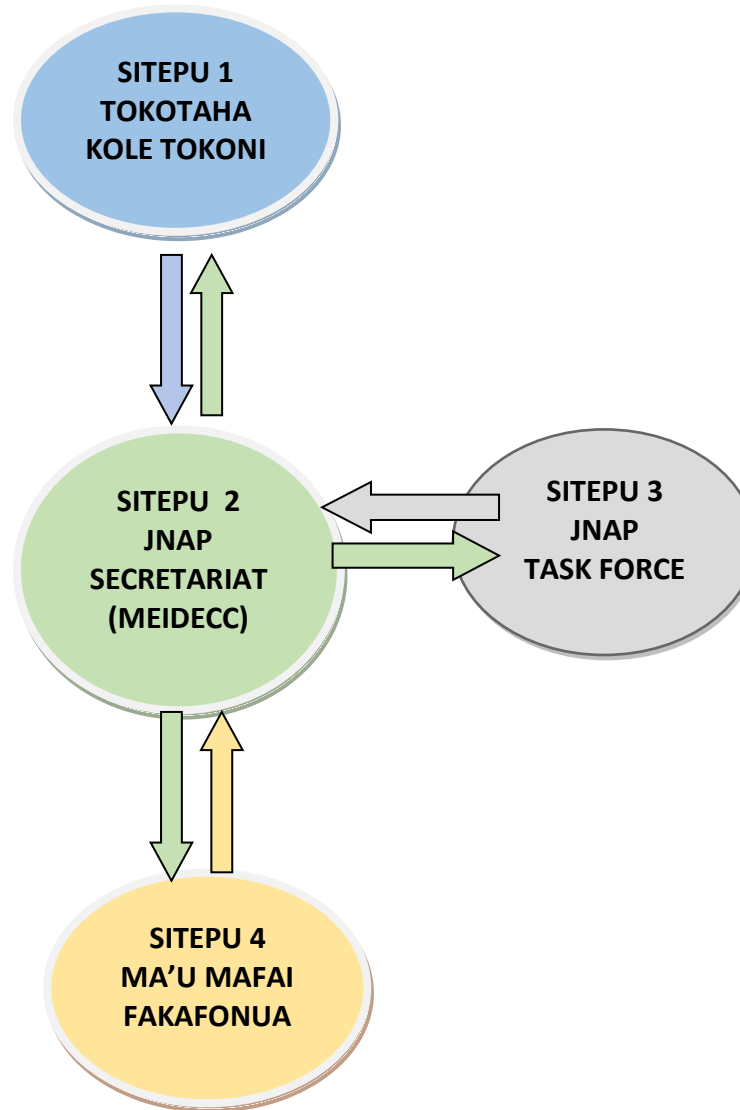 SITEPU 1
TOKOTAHA
KOLE TOKONI
SITEPU 2
JNAP
SECRETARIAT
(MEIDECC)
SITEPU 3
JNAP
TASK FORCE
SITEPU 4
MA’U MAFAI
FAKAFONUA